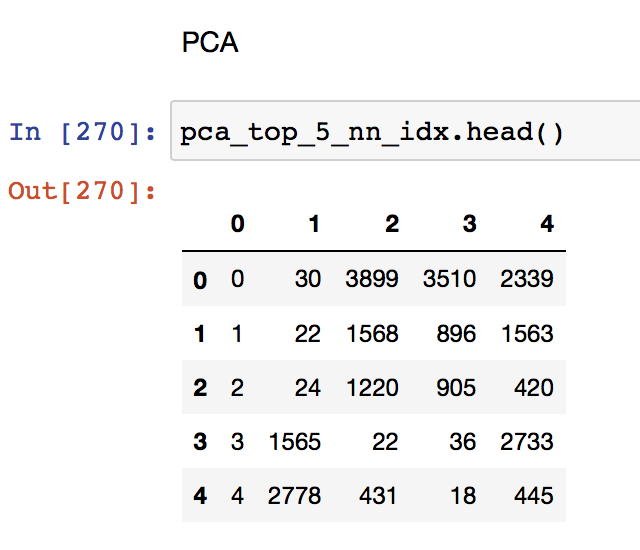 PCA
In [270]: pca_top_5_nn_idx.head()
Out[270]:
0 1 2 3 4
0 0 30 3899 3510 2339
1 1 22 1568 896 1563
2 2 24 1220 905 420
3 3 1565 22 36 2733
4 4 2778 431 18 445